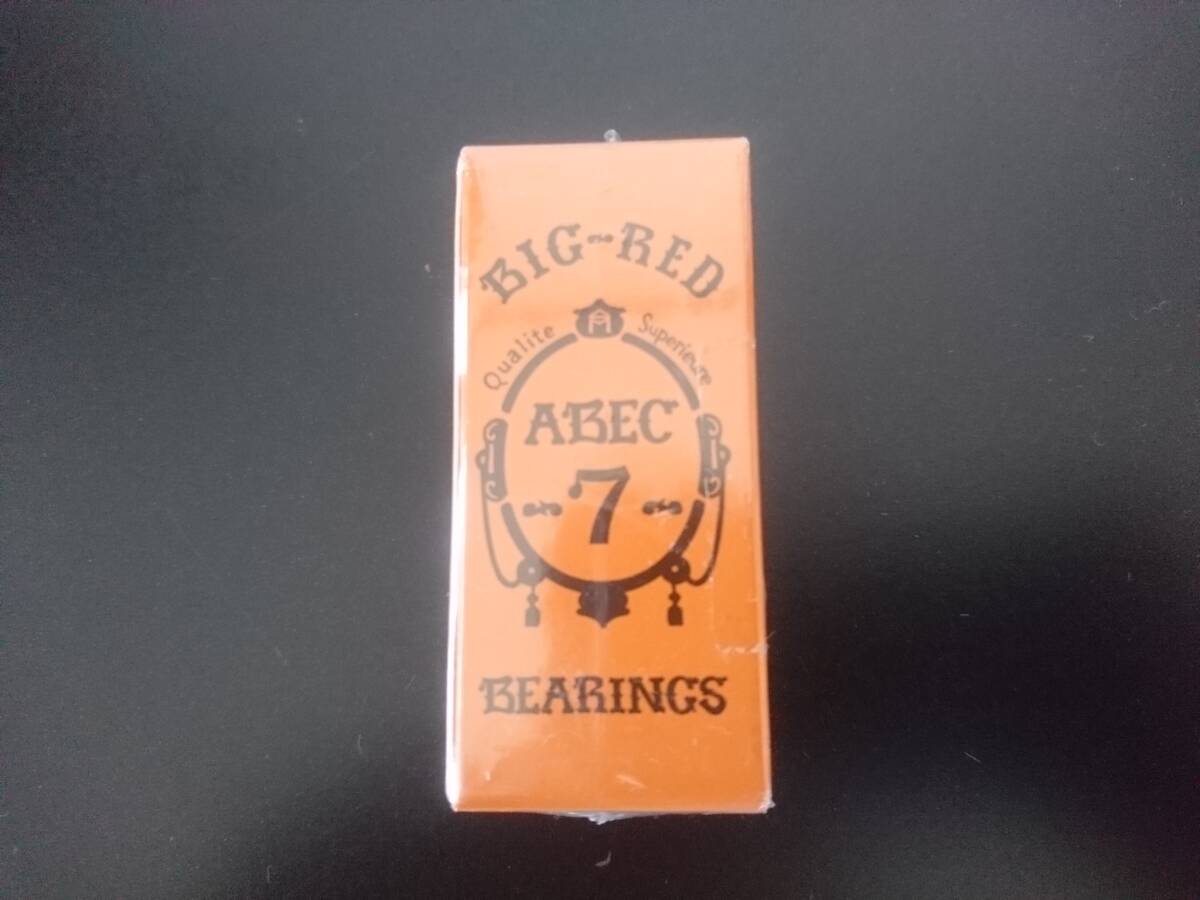 BIG~RED
Qualite Superieure
ABEC
-7-
BEARINGS